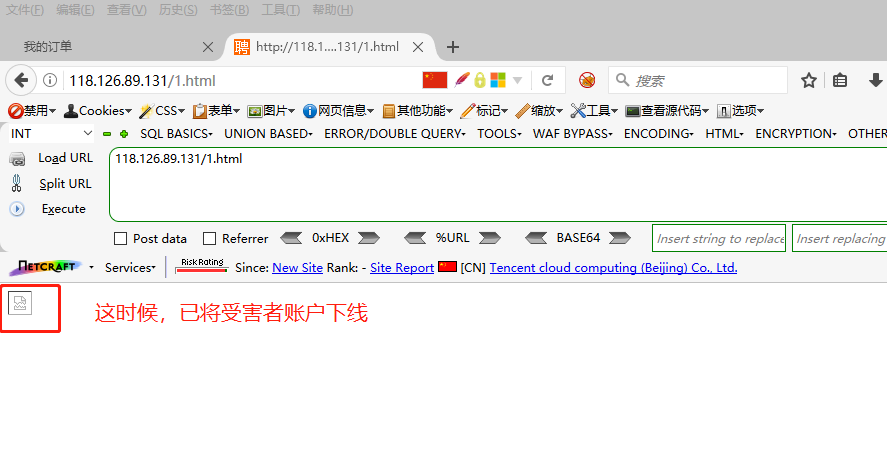 文件(F) 编辑(E) 查看(V) 历史(S) 书签(B) 工具(T) 帮助(H)
我的订单 聘 http://118.1....131/1.html
118.126.89.131/1.html 搜索
禁用 Cookies CSS 表单 图片 网页信息 其他功能 标记 缩放 工具 查看源代码 选项
INT SQL BASICS UNION BASED ERROR/DOUBLE QUERY TOOLS WAF BYPASS ENCODING HTML ENCRYPTION OTHER
Load URL 118.126.89.131/1.html
Split URL
Execute
Post data Referrer 0xHEX %URL BASE64 Insert string to replace Insert replacing
NETCRAFT Services Risk Rating Since: New Site Rank: - Site Report [CN] Tencent cloud computing (Beijing) Co., Ltd.
这时候，已将受害者账户下线